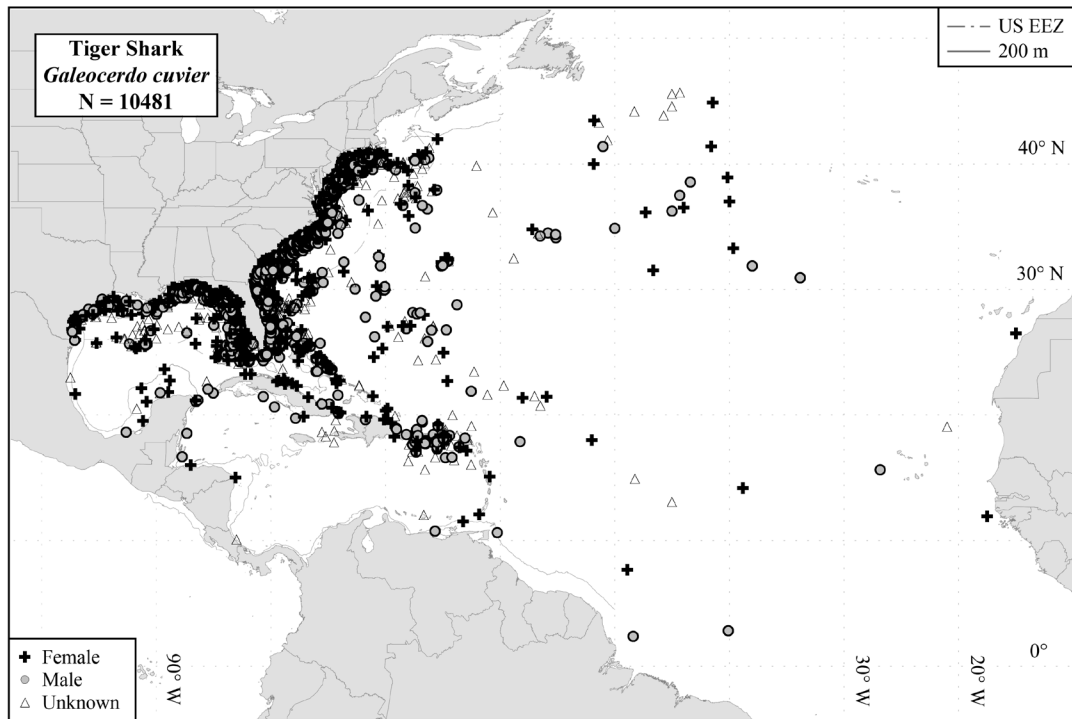 Tiger Shark
Galeocerdo cuvier
N = 10481
US EEZ
200 m
40° N
30° N
0°
90° W
30° W
20° W
Female
Male
Unknown